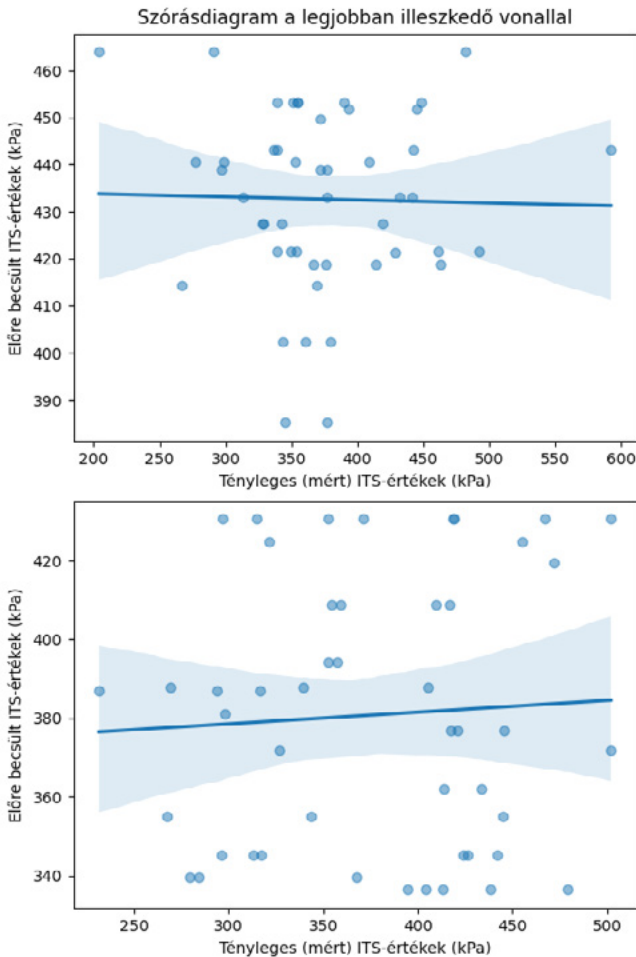 Szórásdiagram a legjobban illeszkedő vonallal
Előre becsült ITS-értékek (kPa)
460
450
440
430
420
410
400
390
200 250 300 350 400 450 500 550 600
Tényleges (mért) ITS-értékek (kPa)
Előre becsült ITS-értékek (kPa)
420
400
380
360
340
250 300 350 400 450 500
Tényleges (mért) ITS-értékek (kPa)